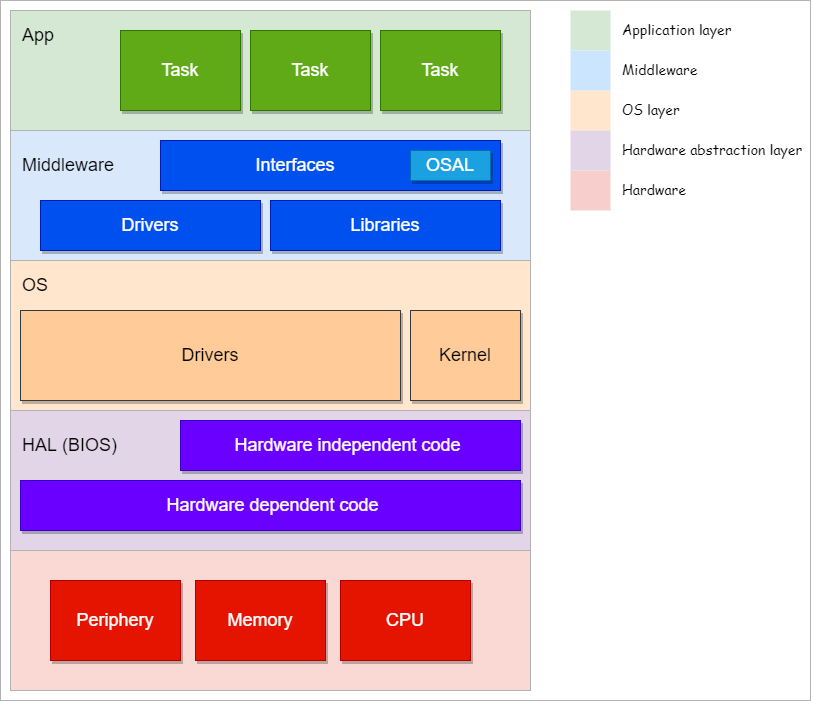 App
Task
Task
Task
Middleware
Interfaces
OSAL
Drivers
Libraries
OS
Drivers
Kernel
HAL (BIOS)
Hardware independent code
Hardware dependent code
Periphery
Memory
CPU
Application layer
Middleware
OS layer
Hardware abstraction layer
Hardware